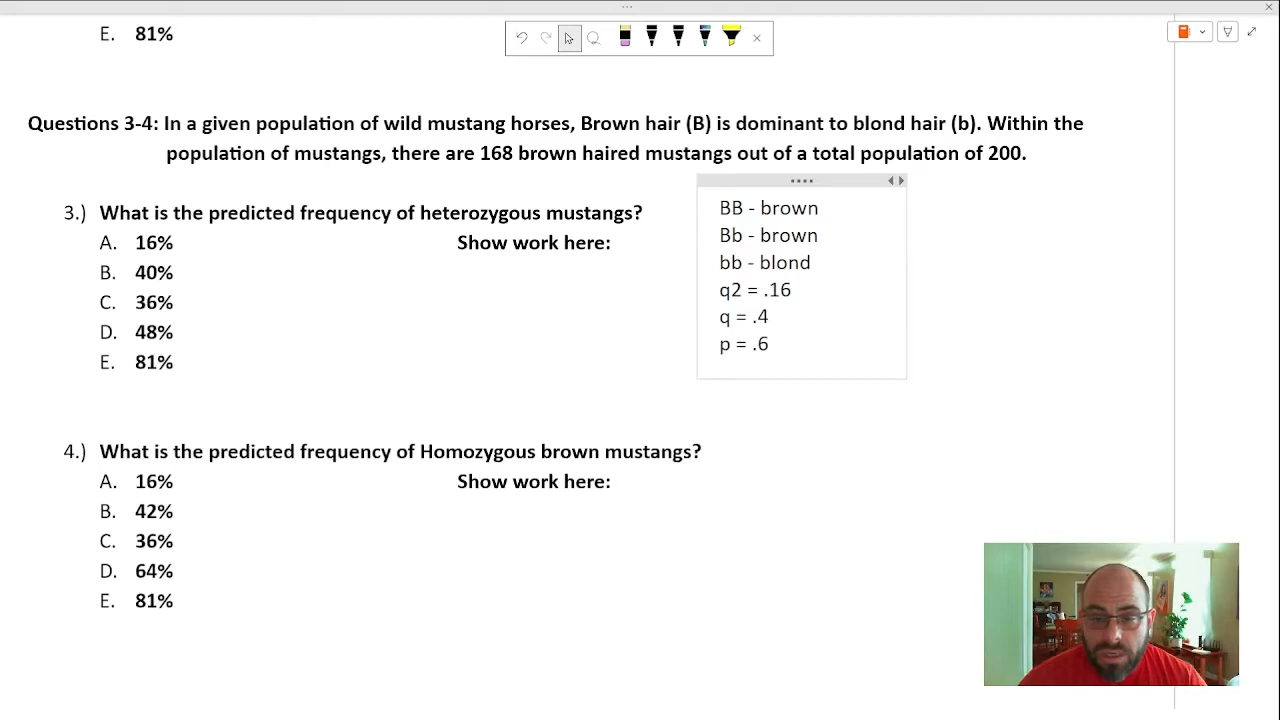 E. 81%
Questions 3-4: In a given population of wild mustang horses, Brown hair (B) is dominant to blond hair (b). Within the
population of mustangs, there are 168 brown haired mustangs out of a total population of 200.
3.) What is the predicted frequency of heterozygous mustangs?
A. 16%
Show work here:
B. 40%
C. 36%
D. 48%
E. 81%
BB - brown
Bb - brown
bb - blond
q2 = .16
q = .4
p = .6
4.) What is the predicted frequency of Homozygous brown mustangs?
A. 16%
Show work here:
B. 42%
C. 36%
D. 64%
E. 81%